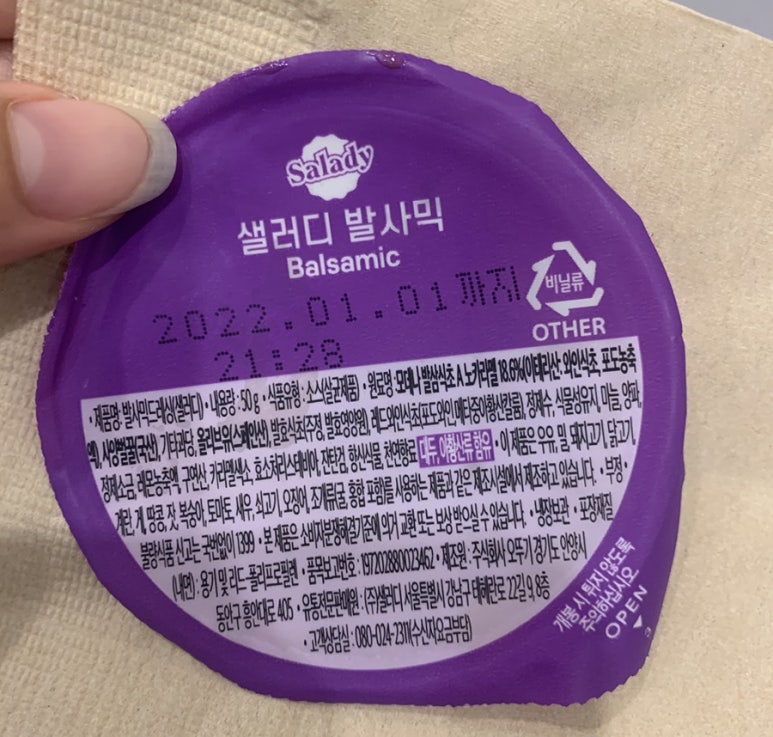 Salady
샐러디 발사믹
Balsamic
2022.01.01까지
21:28
비닐류
OTHER
• 제품명: 발사믹드레싱(샐러디) • 내용량: 50g • 식품유형: 소스(살균제품) • 원료명: 모데나 발삼식초 A 노카라멜 18.6%(이태리산: 와인식초, 포도농축
액), 사양벌꿀(국산), 기타과당, 올리브유(스페인산), 발효식초(주정, 발효영양원), 레드와인식초(포도와인(메타중아황산칼륨), 정제수, 식물성유지, 마늘, 양파,
정제소금, 레몬농축액, 구연산, 카라멜색소, 효소처리스테비아, 잔탄검, 향신식물, 천연향료 대두, 아황산류 함유 • 이 제품은 우유, 밀, 돼지고기, 닭고기,
계란, 게, 땅콩, 잣, 복숭아, 토마토, 새우, 쇠고기, 오징어, 조개류(굴, 홍합 포함)를 사용하는 제품과 같은 제조시설에서 제조하고 있습니다. • 부정·
불량식품 신고는 국번없이 1399 • 본 제품은 소비자분쟁해결기준에 의거 교환 또는 보상 받으실 수 있습니다. • 냉장보관 • 포장재질
(내면): 용기 및 리드-폴리프로필렌 • 품목보고번호: 197202880023462 • 제조원: 주식회사 오뚜기 경기도 안양시
동안구 흥안대로 405 • 유통전문판매원: (주)샐러디 서울특별시 강남구 테헤란로 22길 9, 8층
• 고객상담실: 080-024-2311(수신자요금부담)
개봉 시 튀지 않도록
주의하십시오
OPEN